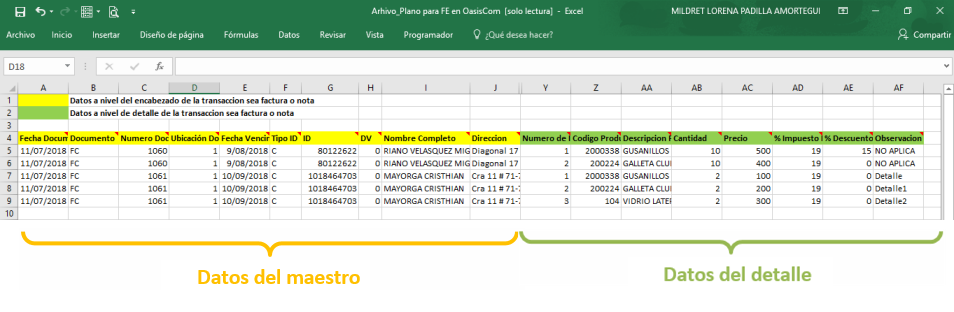 Arhivo_Plano para FE en OasisCom [solo lectura] - Excel
MILDRET LORENA PADILLA AMORTEGUI
Archivo Inicio Insertar Diseño de página Fórmulas Datos Revisar Vista Programador ¿Qué desea hacer? Compartir
D18 fx
A B C D E F G H I J Y Z AA AB AC AD AE AF
1 Datos a nivel del encabezado de la transaccion sea factura o nota
2 Datos a nivel de detalle de la transaccion sea factura o nota
3
4 Fecha Docum Documento Numero Doc Ubicación Do Fecha Vencir Tipo ID ID DV Nombre Completo Direccion Numero de Codigo Prod Descripcion Cantidad Precio % Impuesto % Descuento Observacion
5 11/07/2018 FC 1060 1 9/08/2018 C 80122622 0 RIANO VELASQUEZ MIG Diagonal 17 1 2000338 GUSANILLOS 10 500 19 15 NO APLICA
6 11/07/2018 FC 1060 1 9/08/2018 C 80122622 0 RIANO VELASQUEZ MIG Diagonal 17 2 200224 GALLETA CLU 10 400 19 0 NO APLICA
7 11/07/2018 FC 1061 1 10/09/2018 C 1018464703 0 MAYORGA CRISTHIAN Cra 11 # 71-7 1 2000338 GUSANILLOS 2 100 19 0 Detalle
8 11/07/2018 FC 1061 1 10/09/2018 C 1018464703 0 MAYORGA CRISTHIAN Cra 11 # 71-7 2 200224 GALLETA CLU 2 200 19 0 Detalle1
9 11/07/2018 FC 1061 1 10/09/2018 C 1018464703 0 MAYORGA CRISTHIAN Cra 11 # 71-7 3 104 VIDRIO LATE 2 300 19 0 Detalle2
10
Datos del maestro
Datos del detalle